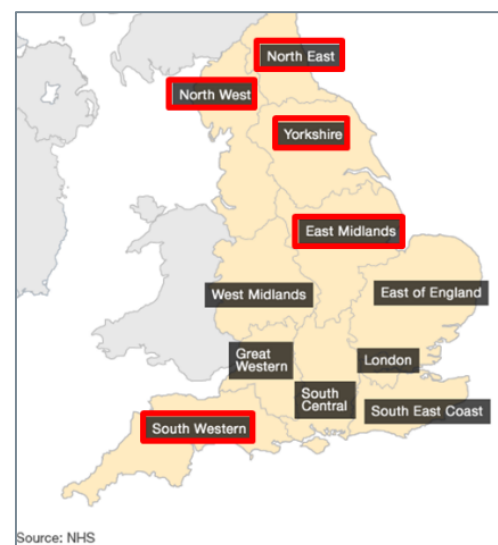 North East
North West
Yorkshire
East Midlands
West Midlands
East of England
Great
Western
London
South
Central
South East Coast
South Western
Source: NHS